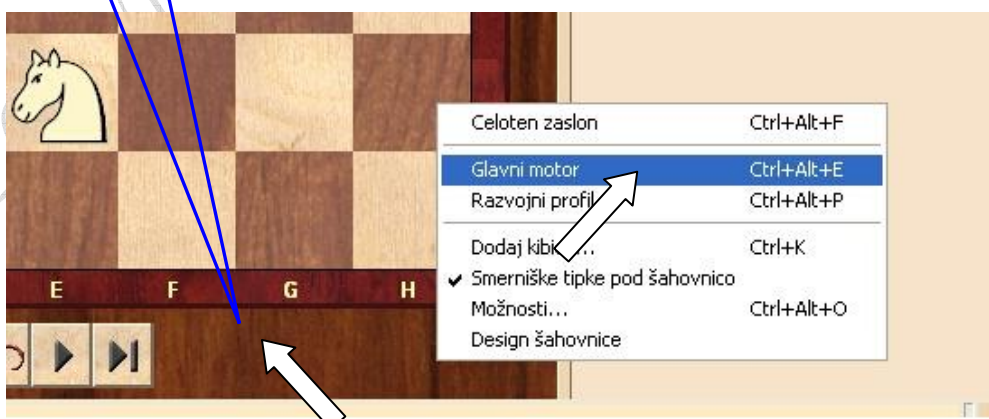 Celoten zaslon Ctrl+Alt+F
Glavni motor Ctrl+Alt+E
Razvojni profil Ctrl+Alt+P
Dodaj Ctrl+K
Smerniške tipke pod šahovnico
Možnosti... Ctrl+Alt+O
Design šahovnice
E F G H